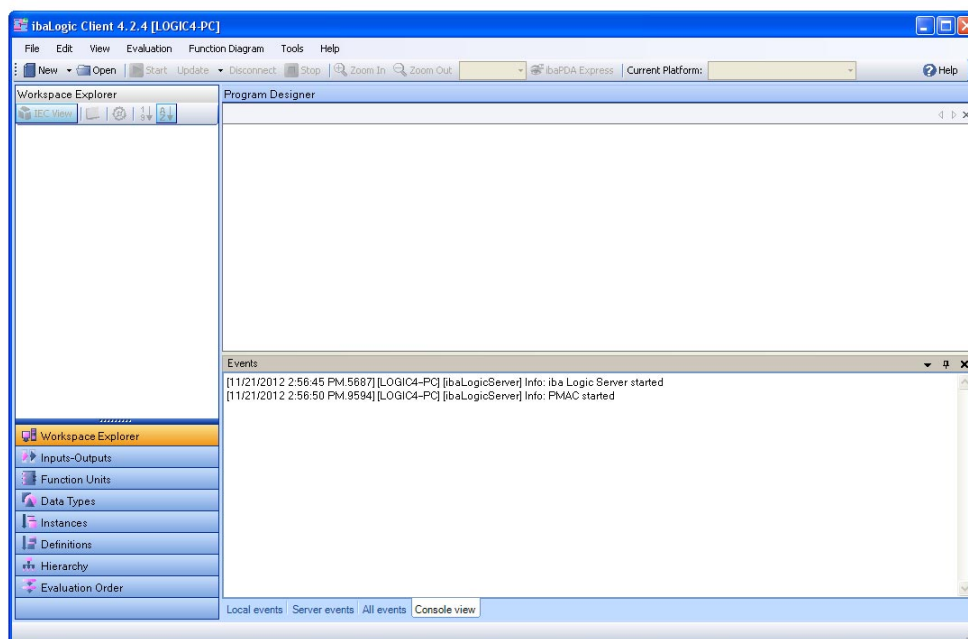 ibaLogic Client 4.2.4 [LOGIC4-PC]
File Edit View Evaluation Function Diagram Tools Help
New Open Start Update Disconnect Stop Zoom In Zoom Out ibaPDA Express Current Platform: Help
Workspace Explorer
Program Designer
IEC View
Events
[11/21/2012 2:56:45 PM.5687] [LOGIC4-PC] [ibaLogicServer] Info: iba Logic Server started
[11/21/2012 2:56:50 PM.9594] [LOGIC4-PC] [ibaLogicServer] Info: PMAC started
Workspace Explorer
Inputs-Outputs
Function Units
Data Types
Instances
Definitions
Hierarchy
Evaluation Order
Local events Server events All events Console view